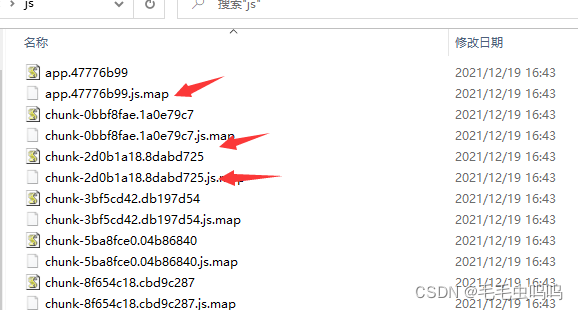 js
搜索"js"
名称 修改日期
app.47776b99 2021/12/19 16:43
app.47776b99.js.map 2021/12/19 16:43
chunk-0bbf8fae.1a0e79c7 2021/12/19 16:43
chunk-0bbf8fae.1a0e79c7.js.map 2021/12/19 16:43
chunk-2d0b1a18.8dabd725 2021/12/19 16:43
chunk-2d0b1a18.8dabd725.js.map 2021/12/19 16:43
chunk-3bf5cd42.db197d54 2021/12/19 16:43
chunk-3bf5cd42.db197d54.js.map 2021/12/19 16:43
chunk-5ba8fce0.04b86840 2021/12/19 16:43
chunk-5ba8fce0.04b86840.js.map 2021/12/19 16:43
chunk-8f654c18.cbd9c287 2021/12/19 16:43
chunk-8f654c18.cbd9c287.js.map 2021/12/19 16:43
CSDN @毛毛虫呜呜